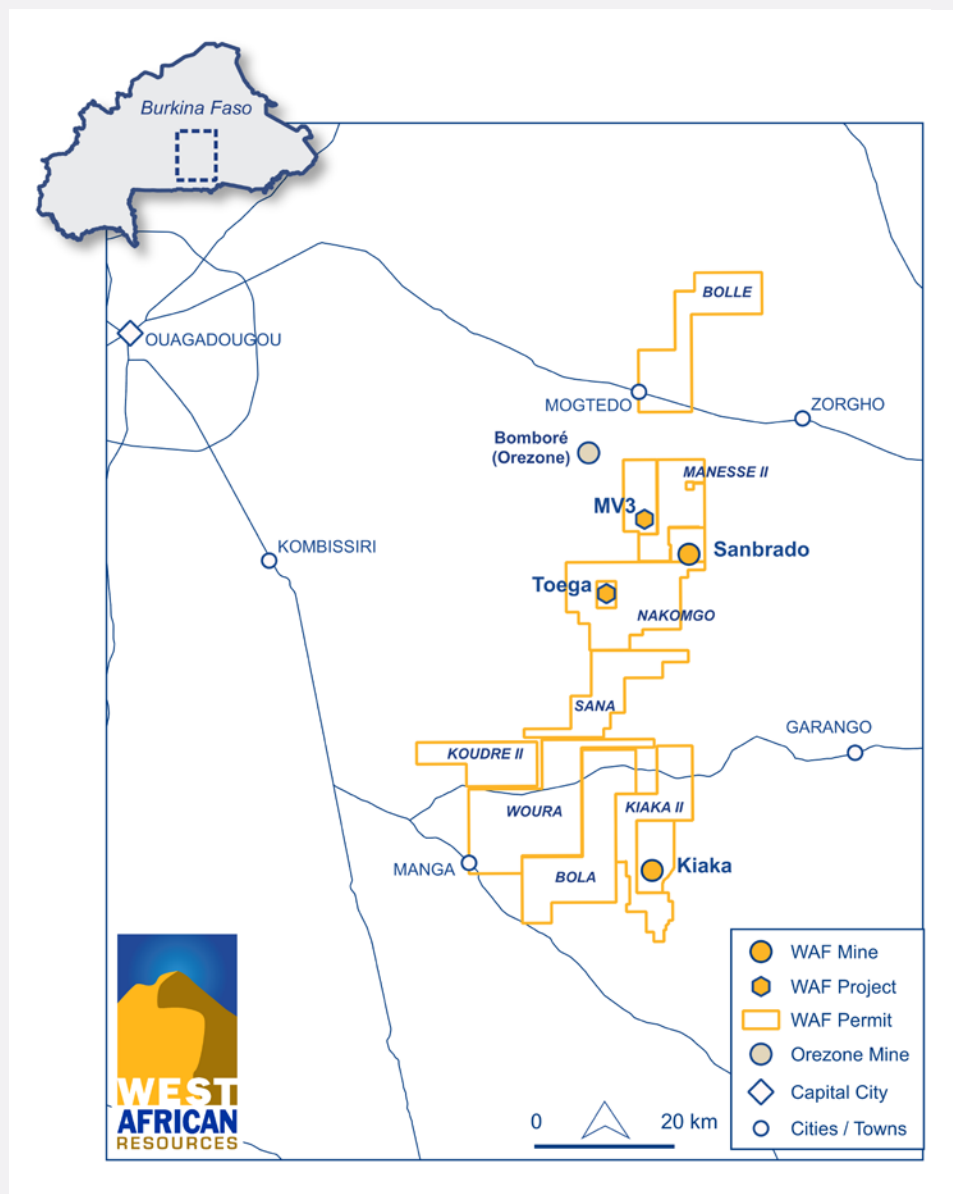 Burkina Faso
BOLLE
OUAGADOUGOU
MOGTEDO
ZORGHO
Bomboré
(Orezone)
MANESSE II
MV3
Sanbrado
KOMBISSIRI
Toega
NAKOMGO
SANA
GARANGO
KOUDRE II
WOURA
KIAKA II
MANGA
BOLA
Kiaka
WAF Mine
WAF Project
WAF Permit
Orezone Mine
Capital City
Cities / Towns
0 20 km
WEST
AFRICAN
RESOURCES